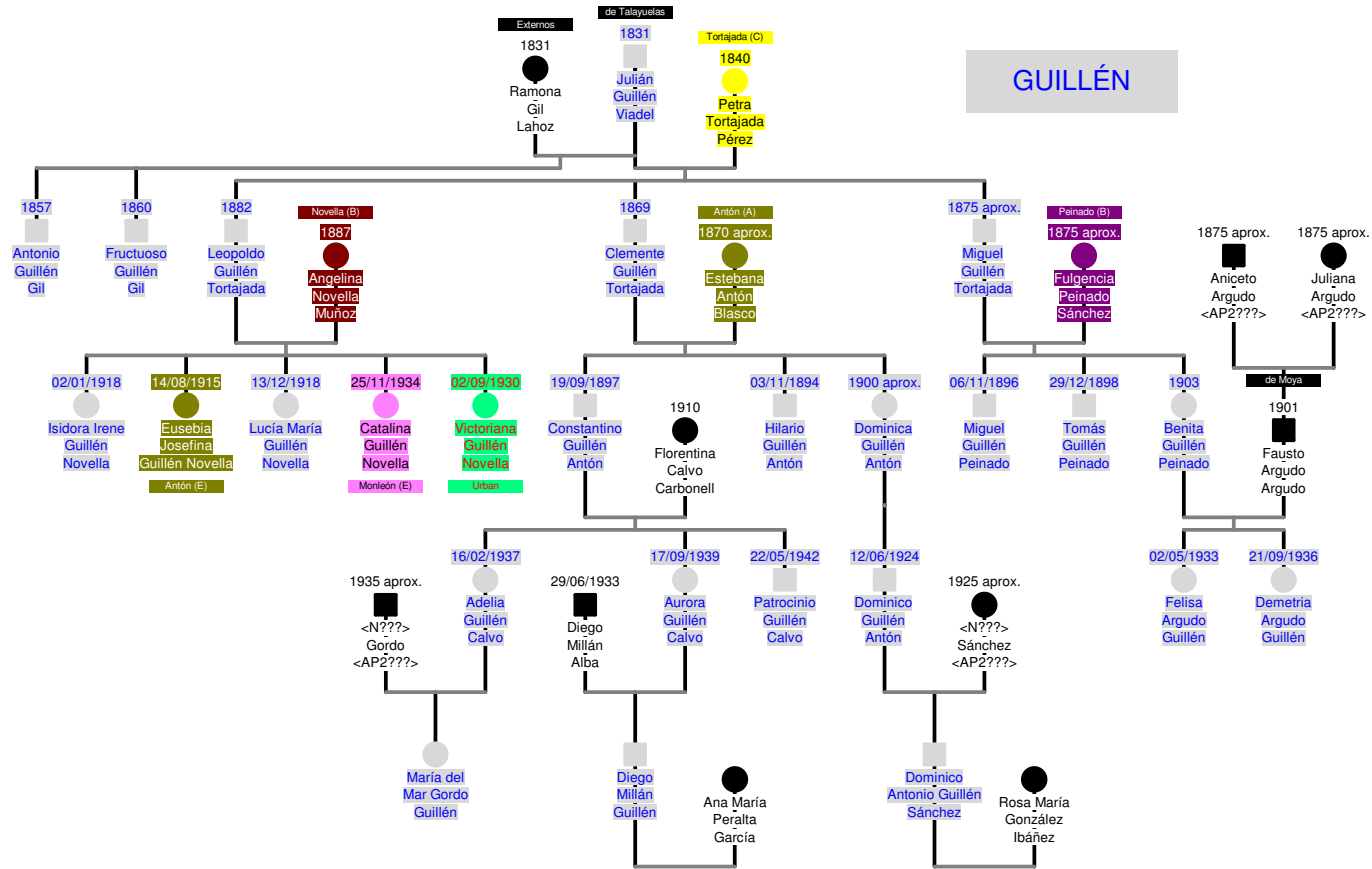 GUILLÉN
Externos
1831
Ramona
Gil
Lahoz
de Talayuelas
1831
Julián
Guillén
Viadel
Tortajada (C)
1840
Petra
Tortajada
Pérez
1857
Antonio
Guillén
Gil
1860
Fructuoso
Guillén
Gil
1882
Leopoldo
Guillén
Tortajada
Novella (B)
1887
Angelina
Novella
Muñoz
1869
Clemente
Guillén
Tortajada
Antón (A)
1870 aprox.
Estebana
Antón
Blasco
1875 aprox.
Miguel
Guillén
Tortajada
Peinado (B)
1875 aprox.
Fulgencia
Peinado
Sánchez
1875 aprox.
Aniceto
Argudo
<AP2???>
1875 aprox.
Juliana
Argudo
<AP2???>
02/01/1918
Isidora Irene
Guillén
Novella
14/08/1915
Eusebia
Josefina
Guillén Novella
Antón (E)
13/12/1918
Lucía María
Guillén
Novella
25/11/1934
Catalina
Guillén
Novella
Monleón (E)
02/09/1930
Victoriana
Guillén
Novella
Urban
19/09/1897
Constantino
Guillén
Antón
1910
Florentina
Calvo
Carbonell
03/11/1894
Hilario
Guillén
Antón
1900 aprox.
Dominica
Guillén
Antón
06/11/1896
Miguel
Guillén
Peinado
29/12/1898
Tomás
Guillén
Peinado
1903
Benita
Guillén
Peinado
de Moya
1901
Fausto
Argudo
Argudo
1935 aprox.
<N???>
Gordo
<AP2???>
16/02/1937
Adelia
Guillén
Calvo
29/06/1933
Diego
Millán
Alba
17/09/1939
Aurora
Guillén
Calvo
22/05/1942
Patrocinio
Guillén
Calvo
12/06/1924
Dominico
Guillén
Antón
1925 aprox.
<N???>
Sánchez
<AP2???>
02/05/1933
Felisa
Argudo
Guillén
21/09/1936
Demetria
Argudo
Guillén
María del
Mar Gordo
Guillén
Diego
Millán
Guillén
Ana María
Peralta
García
Dominico
Antonio Guillén
Sánchez
Rosa María
González
Ibáñez